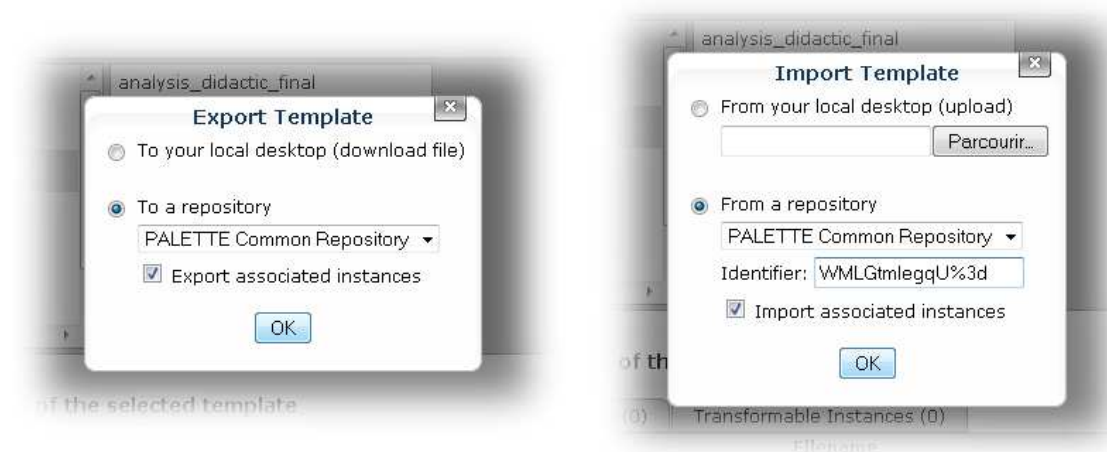 analysis_didactic_final
Export Template
To your local desktop (download file)
To a repository
PALETTE Common Repository
Export associated instances
OK
of the selected template
analysis_didactic_final
Import Template
From your local desktop (upload)
Parcourir...
From a repository
PALETTE Common Repository
Identifier: WMLGtmlegqU%3d
Import associated instances
OK
of th
(0) Transformable Instances (0)
Filename